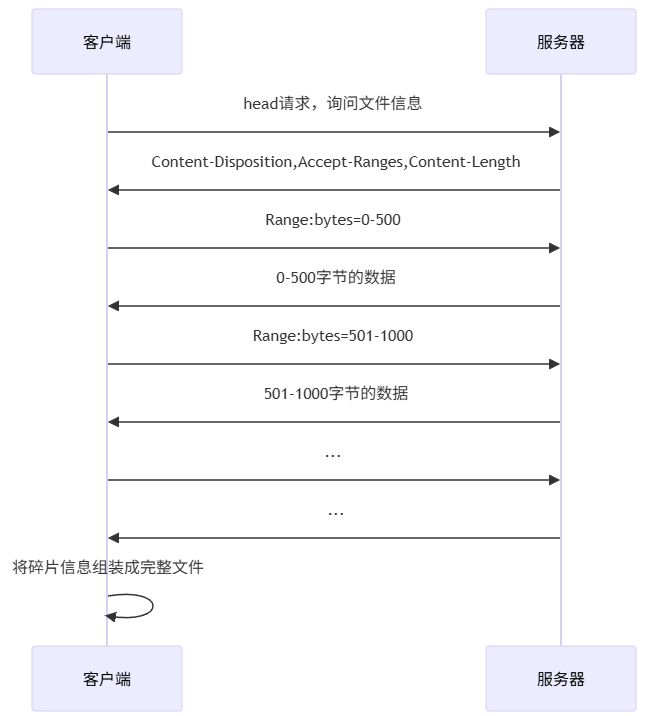 客户端
服务器
head请求，询问文件信息
Content-Disposition,Accept-Ranges,Content-Length
Range:bytes=0-500
0-500字节的数据
Range:bytes=501-1000
501-1000字节的数据
...
...
将碎片信息组装成完整文件
客户端
服务器